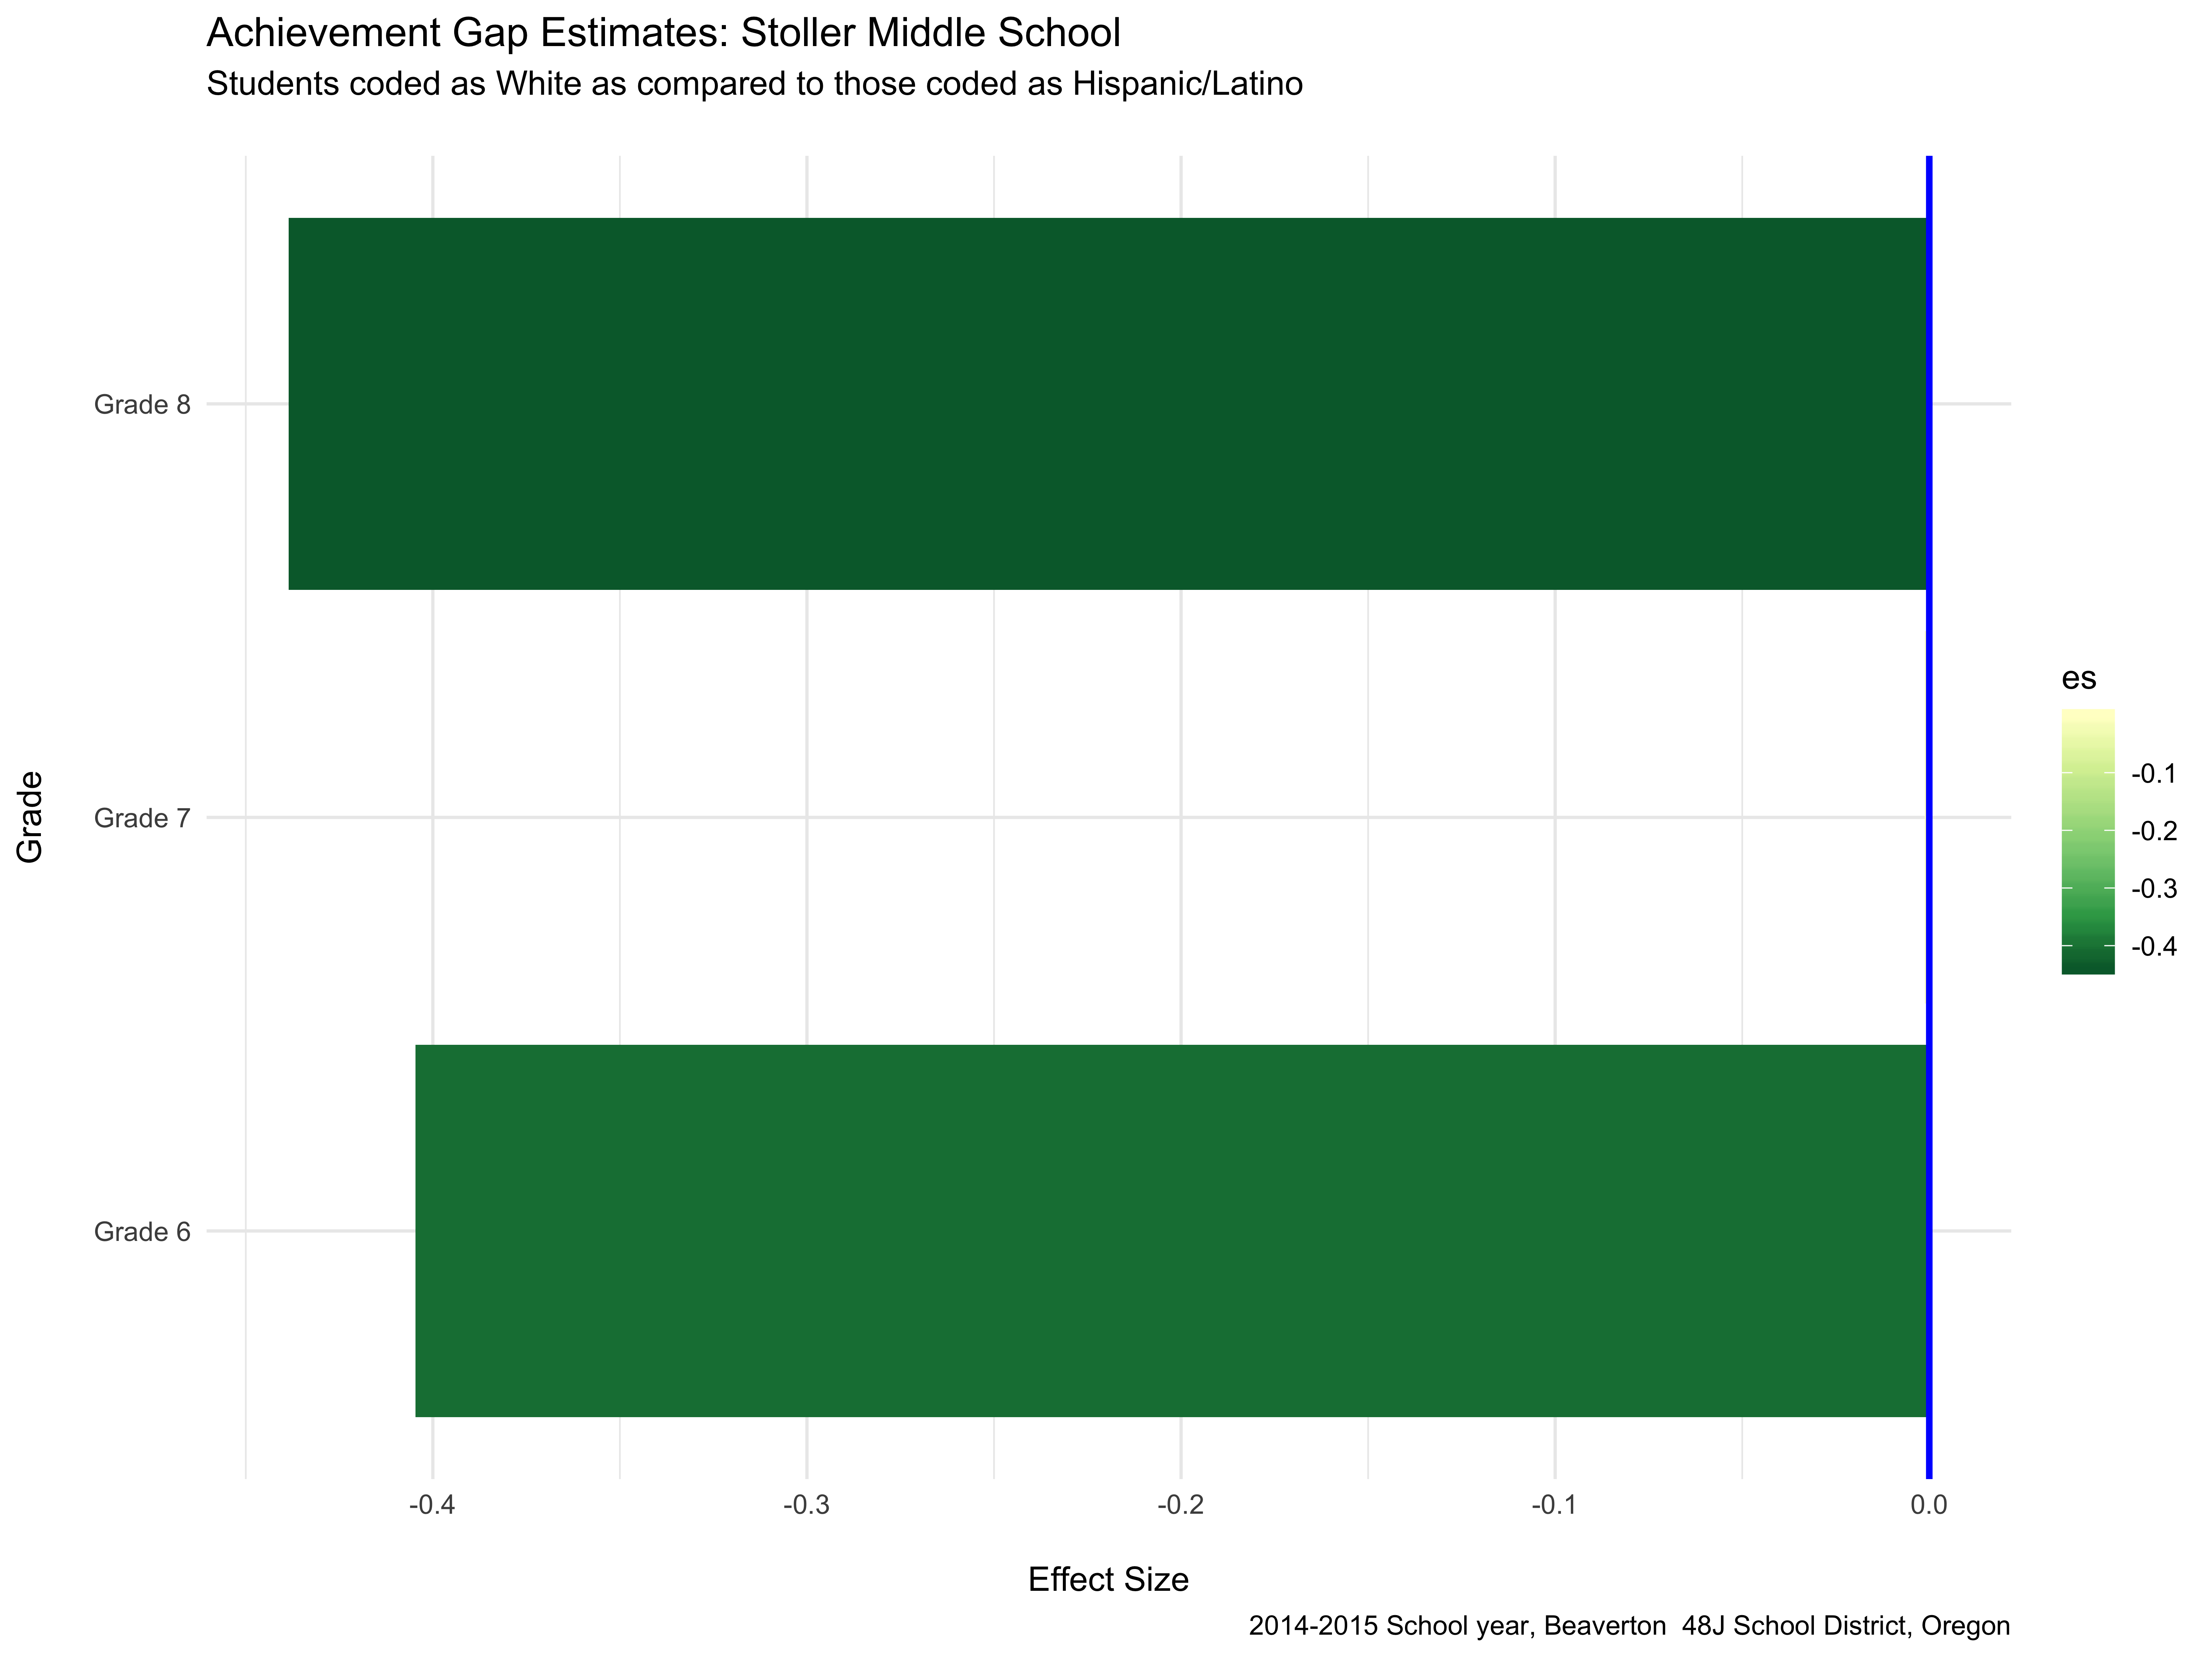 Achievement Gap Estimates: Stoller Middle School
Students coded as White as compared to those coded as Hispanic/Latino
Grade 8
Grade 7
Grade 6
Grade
-0.4
-0.3
-0.2
-0.1
0.0
Effect Size
es
-0.1
-0.2
-0.3
-0.4
2014-2015 School year, Beaverton  48J School District, Oregon